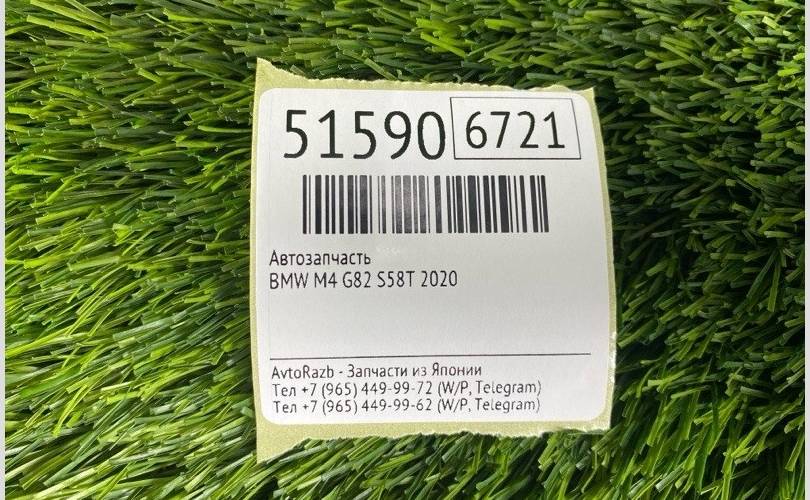 51590 6721
Автозапчасть
BMW M4 G82 S58T 2020
AvtoRazb - Запчасти из Японии
Тел +7 (965) 449-99-72 (W/P, Telegram)
Тел +7 (965) 449-99-62 (W/P, Telegram)